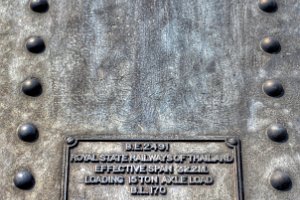 B.E.2491
ROYAL STATE RAILWAYS OF THAILAND
EFFECTIVE SPAN 32.2 M.
LOADING 15 TON AXLE LOAD
B.L. 170